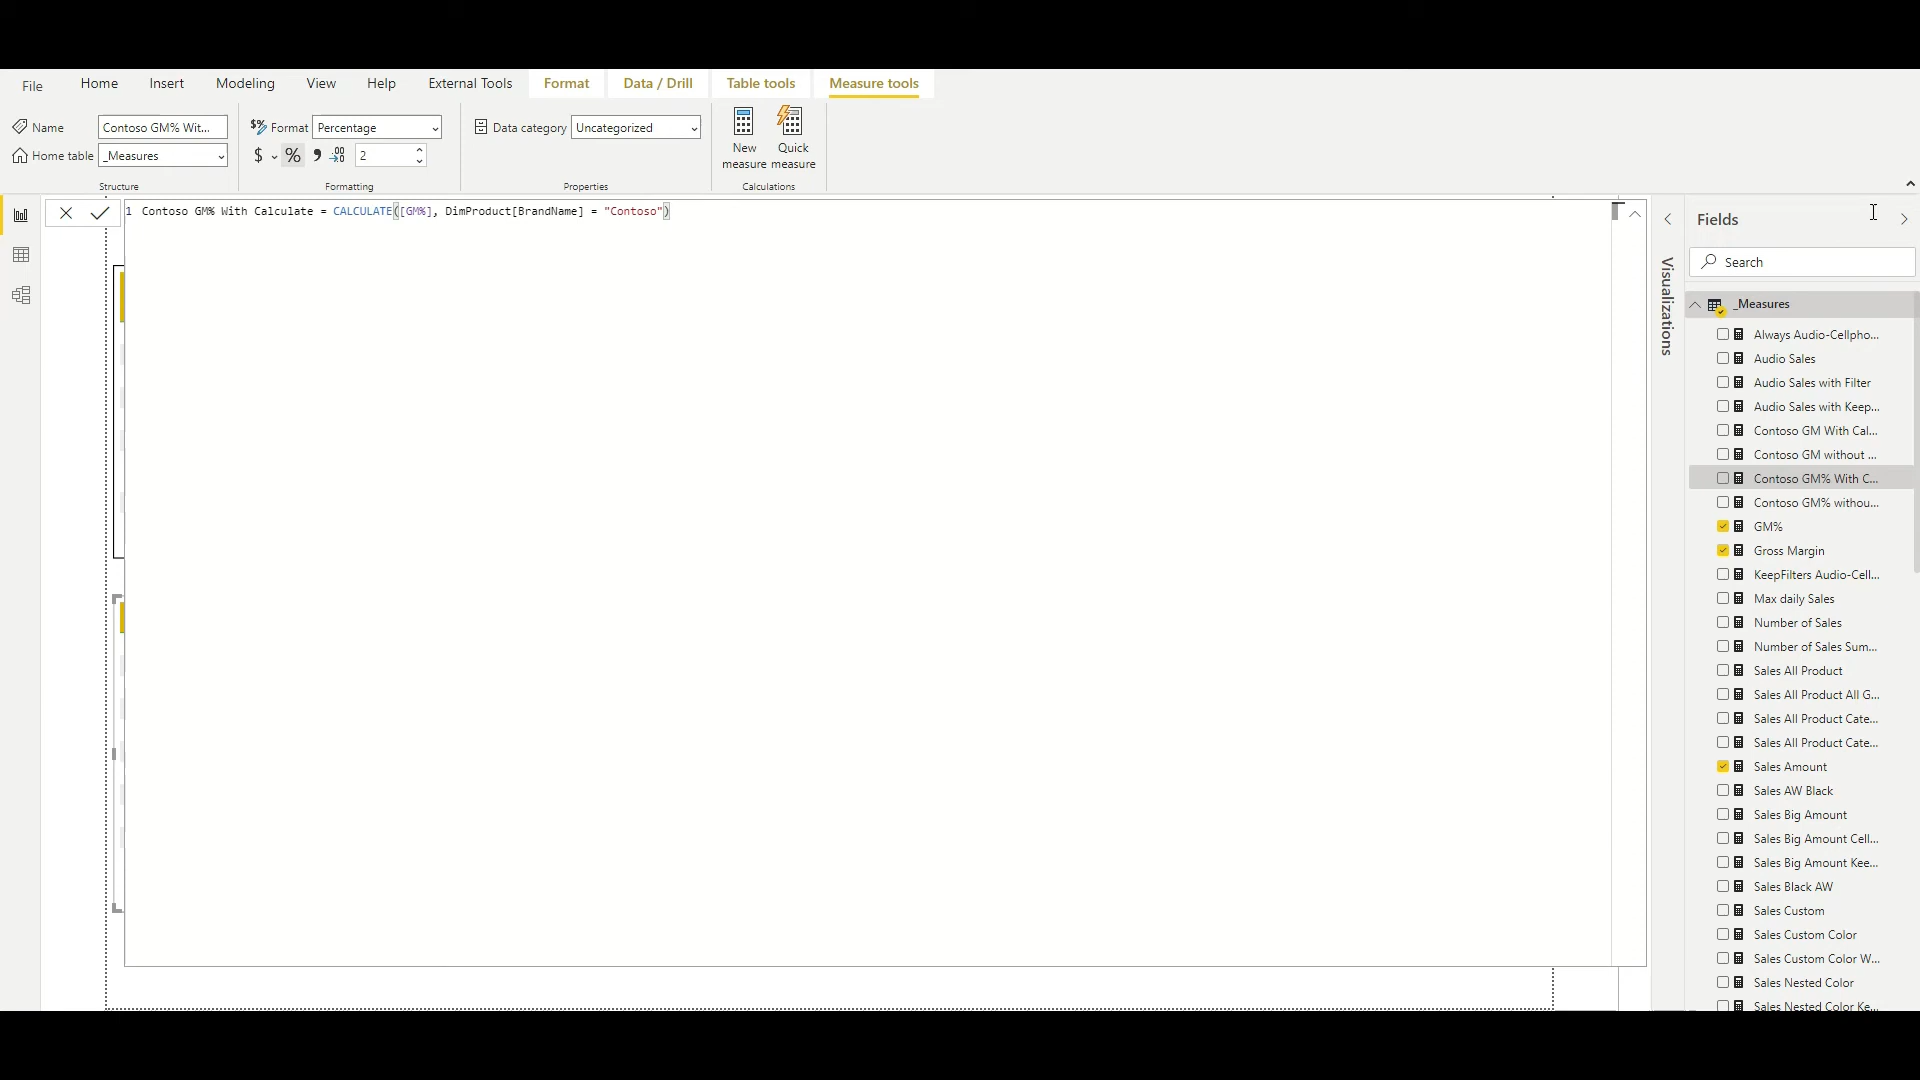 File Home Insert Modeling View Help External Tools Format Data / Drill Table tools Measure tools
Name Contoso GM% Wit... Format Percentage Data category Uncategorized New measure Quick measure
Home table _Measures $ % 9 .00 →0 2
Structure Formatting Properties Calculations
1 Contoso GM% With Calculate = CALCULATE([GM%], DimProduct[BrandName] = "Contoso")
Visualizations
Fields
Search
_Measures
Always Audio-Cellpho...
Audio Sales
Audio Sales with Filter
Audio Sales with Keep...
Contoso GM With Cal...
Contoso GM without ...
Contoso GM% With C...
Contoso GM% withou...
GM%
Gross Margin
KeepFilters Audio-Cell...
Max daily Sales
Number of Sales
Number of Sales Sum...
Sales All Product
Sales All Product All G...
Sales All Product Cate...
Sales All Product Cate...
Sales Amount
Sales AW Black
Sales Big Amount
Sales Big Amount Cell...
Sales Big Amount Kee...
Sales Black AW
Sales Custom
Sales Custom Color
Sales Custom Color W...
Sales Nested Color
Sales Nested Color Ke...